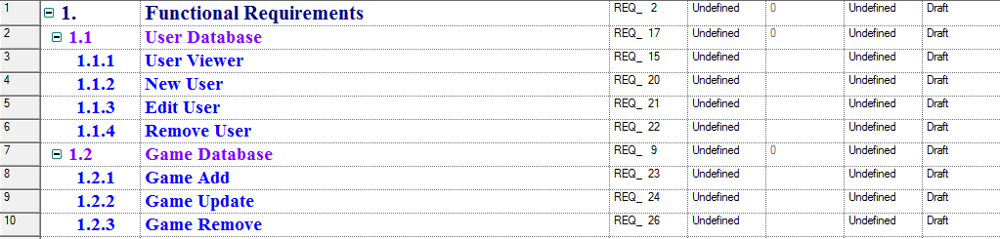 1 1. Functional Requirements REQ_ 2 Undefined 0 Undefined Draft
2 1.1 User Database REQ_ 17 Undefined 0 Undefined Draft
3 1.1.1 User Viewer REQ_ 15 Undefined Undefined Draft
4 1.1.2 New User REQ_ 20 Undefined Undefined Draft
5 1.1.3 Edit User REQ_ 21 Undefined Undefined Draft
6 1.1.4 Remove User REQ_ 22 Undefined Undefined Draft
7 1.2 Game Database REQ_ 9 Undefined 0 Undefined Draft
8 1.2.1 Game Add REQ_ 23 Undefined Undefined Draft
9 1.2.2 Game Update REQ_ 24 Undefined Undefined Draft
10 1.2.3 Game Remove REQ_ 26 Undefined Undefined Draft